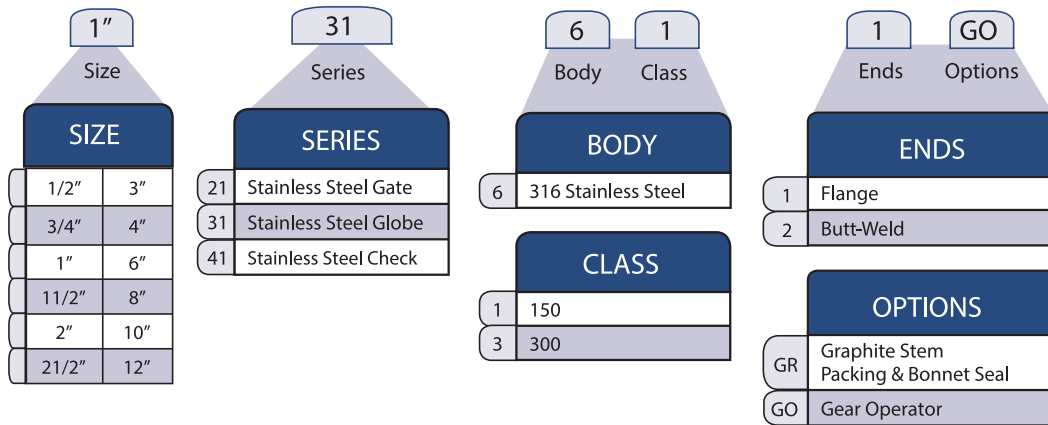 1” 31 6 1 1 GO
Size Series Body Class Ends Options
SIZE
1/2” 3”
3/4” 4”
1” 6”
11/2” 8”
2” 10”
21/2” 12”
SERIES
21 Stainless Steel Gate
31 Stainless Steel Globe
41 Stainless Steel Check
BODY
6 316 Stainless Steel
CLASS
1 150
3 300
ENDS
1 Flange
2 Butt-Weld
OPTIONS
GR Graphite Stem
Packing & Bonnet Seal
GO Gear Operator